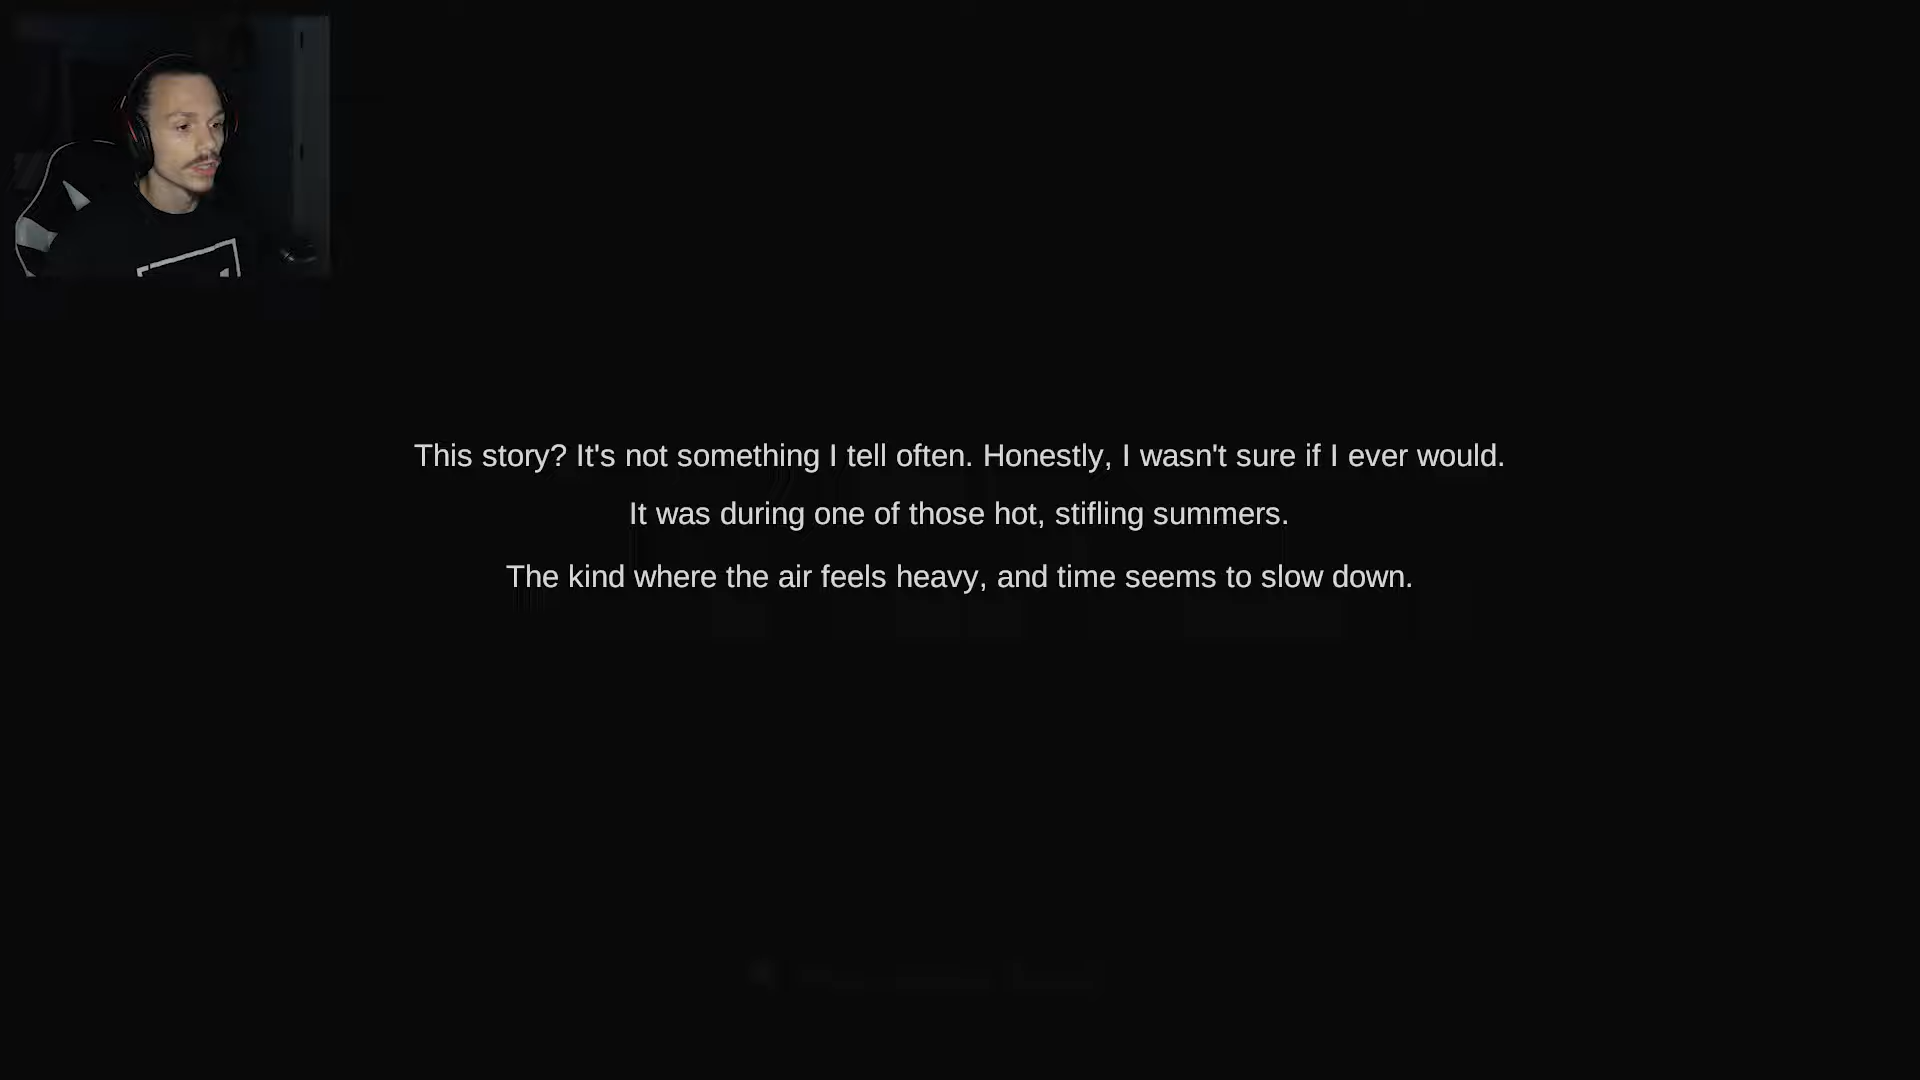 This story? It's not something I tell often. Honestly, I wasn't sure if I ever would.
It was during one of those hot, stifling summers.
The kind where the air feels heavy, and time seems to slow down.